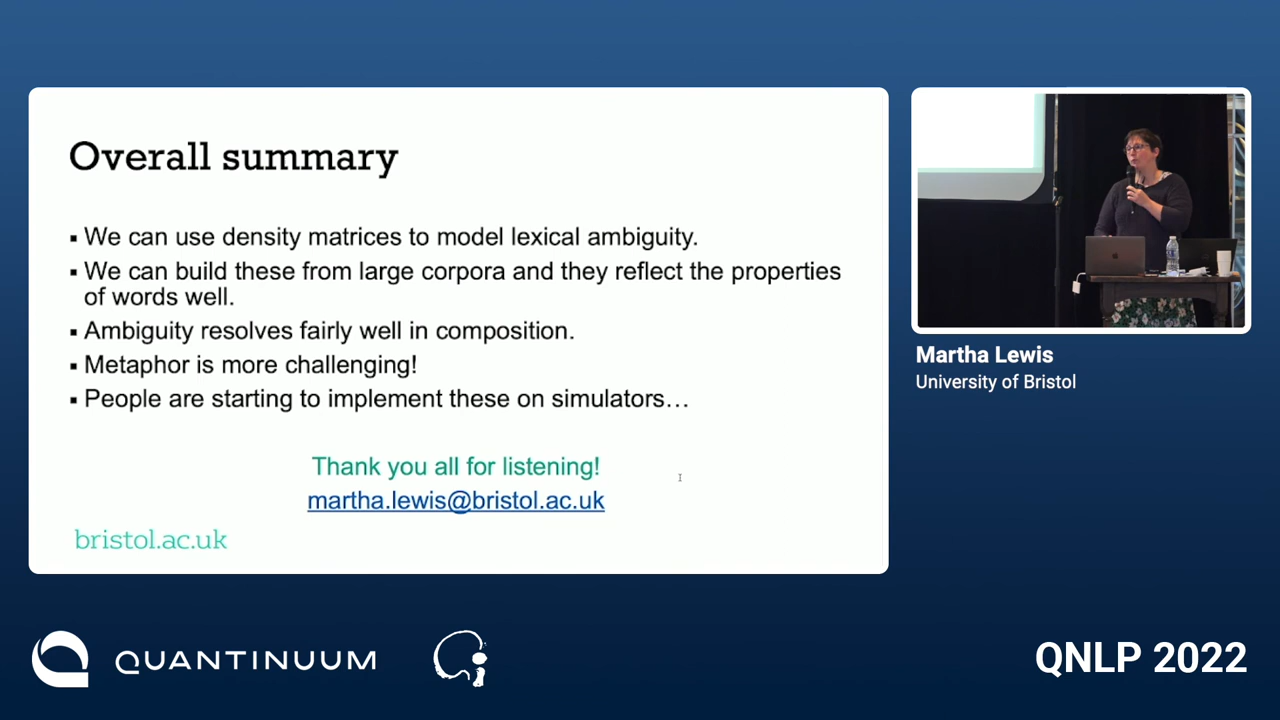 Overall summary
▪ We can use density matrices to model lexical ambiguity.
▪ We can build these from large corpora and they reflect the properties
of words well.
▪ Ambiguity resolves fairly well in composition.
▪ Metaphor is more challenging!
▪ People are starting to implement these on simulators…
Thank you all for listening!
martha.lewis@bristol.ac.uk
bristol.ac.uk
Martha Lewis
University of Bristol
QUANTINUUM
QNLP 2022